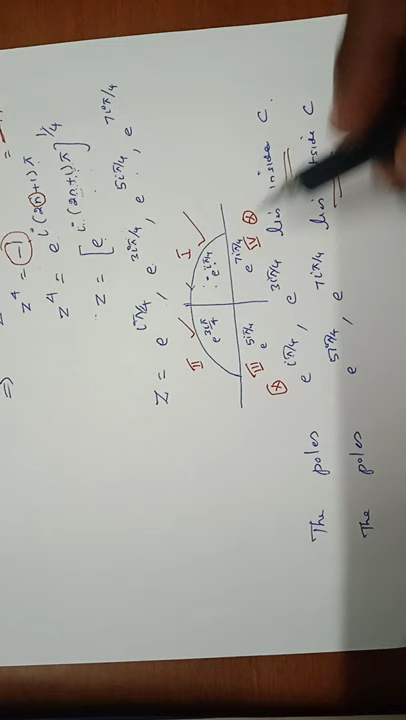 =>
z⁴ = -1
z⁴ = e^{i(2n+1)π}
z = [e^{i(2n+1)π}]^{1/4}
z = e^{iπ/4}, e^{3iπ/4}, e^{5iπ/4}, e^{7iπ/4}
II I
e^{3iπ/4} e^{iπ/4}
e^{5iπ/4} e^{7iπ/4}
III IV
The poles e^{iπ/4}, e^{3iπ/4} lies inside C.
The poles e^{5iπ/4}, e^{7iπ/4} lies C